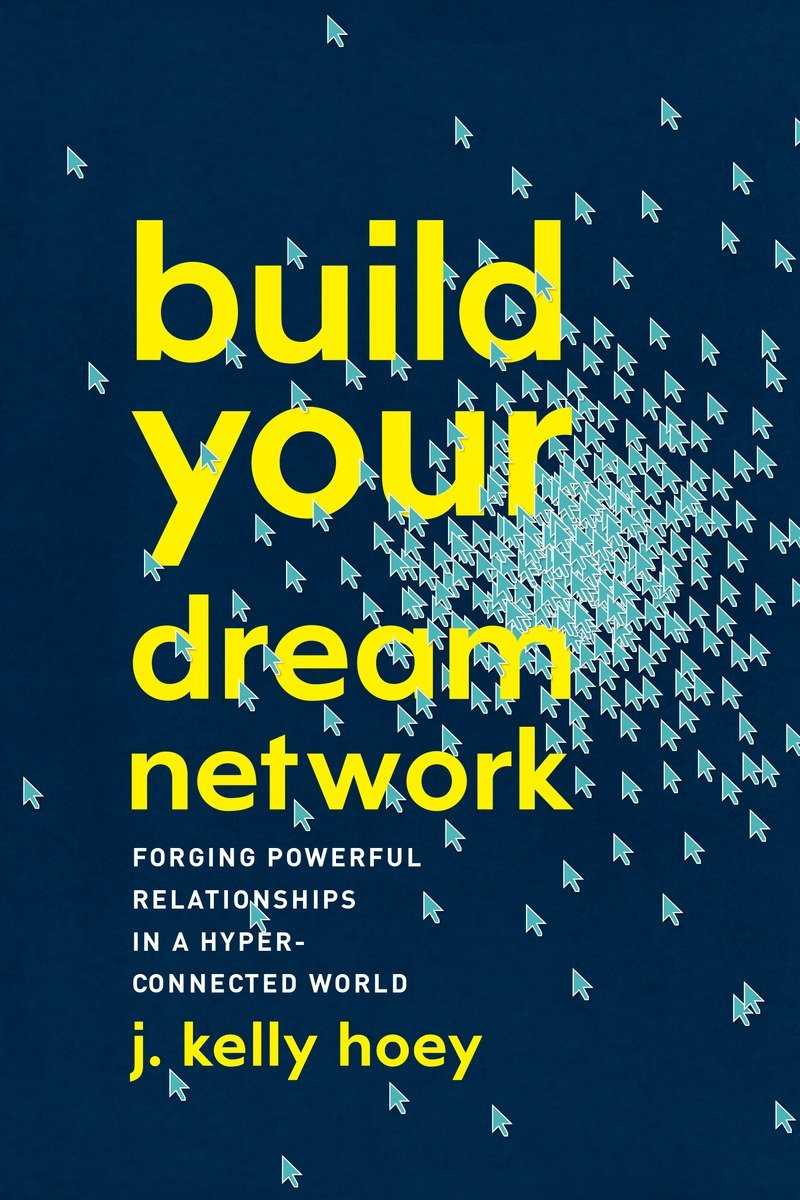 build
your
dream
network
FORGING POWERFUL
RELATIONSHIPS
IN A HYPER-
CONNECTED WORLD
j. kelly hoey